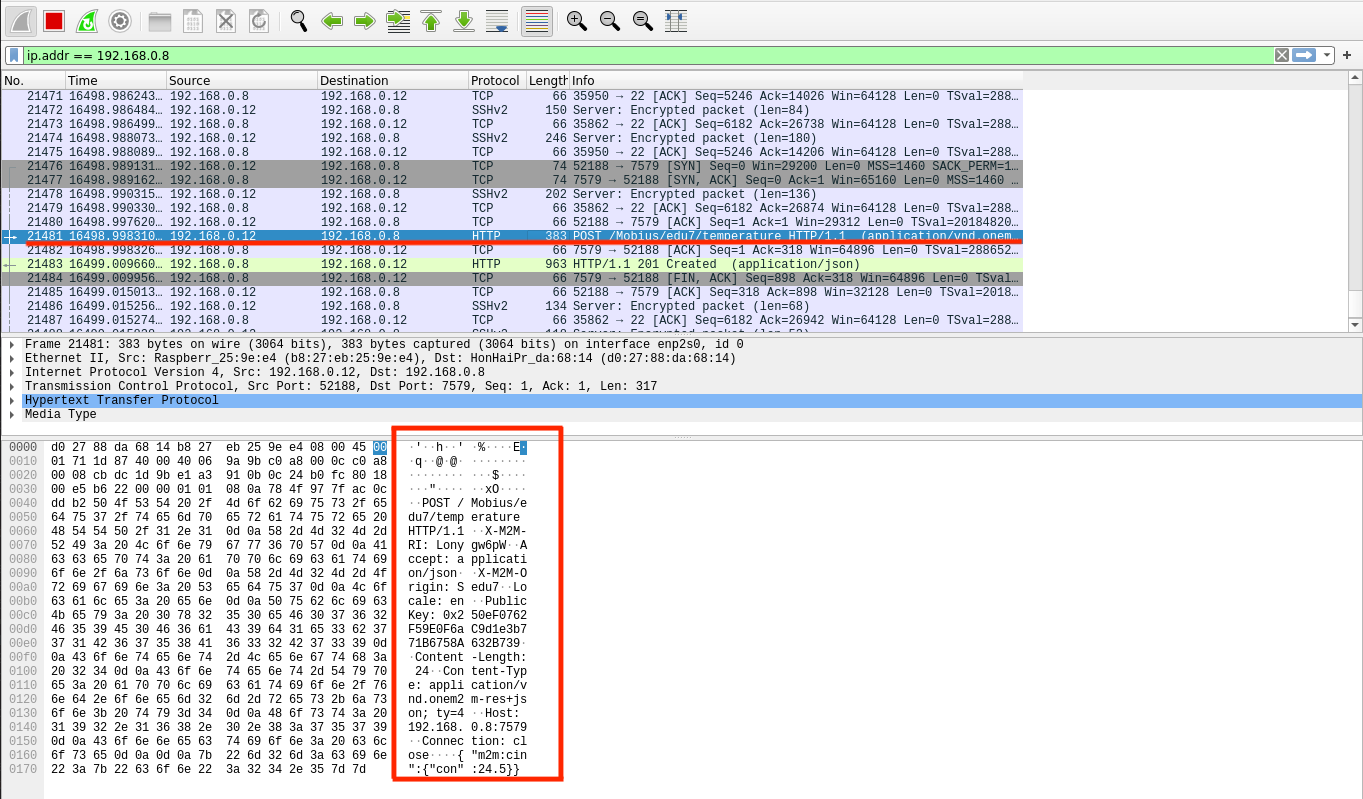 ip.addr == 192.168.0.8
No. Time Source Destination Protocol Length Info
21471 16498.986243… 192.168.0.8 192.168.0.12 TCP 66 35950 → 22 [ACK] Seq=5246 Ack=14026 Win=64128 Len=0 TSval=288…
21472 16498.986484… 192.168.0.12 192.168.0.8 SSHv2 150 Server: Encrypted packet (len=84)
21473 16498.986499… 192.168.0.8 192.168.0.12 TCP 66 35862 → 22 [ACK] Seq=6182 Ack=26738 Win=64128 Len=0 TSval=288…
21474 16498.988073… 192.168.0.12 192.168.0.8 SSHv2 246 Server: Encrypted packet (len=180)
21475 16498.988089… 192.168.0.8 192.168.0.12 TCP 66 35950 → 22 [ACK] Seq=5246 Ack=14206 Win=64128 Len=0 TSval=288…
21476 16498.989131… 192.168.0.12 192.168.0.8 TCP 74 52188 → 7579 [SYN] Seq=0 Win=29200 Len=0 MSS=1460 SACK_PERM=1…
21477 16498.989162… 192.168.0.8 192.168.0.12 TCP 74 7579 → 52188 [SYN, ACK] Seq=0 Ack=1 Win=65160 Len=0 MSS=1460 …
21478 16498.990315… 192.168.0.12 192.168.0.8 SSHv2 202 Server: Encrypted packet (len=136)
21479 16498.990330… 192.168.0.8 192.168.0.12 TCP 66 35862 → 22 [ACK] Seq=6182 Ack=26874 Win=64128 Len=0 TSval=288…
21480 16498.997620… 192.168.0.12 192.168.0.8 TCP 66 52188 → 7579 [ACK] Seq=1 Ack=1 Win=29312 Len=0 TSval=20184820…
21481 16498.998310… 192.168.0.12 192.168.0.8 HTTP 383 POST /Mobius/edu7/temperature HTTP/1.1 (application/vnd.onem…
21482 16498.998326… 192.168.0.8 192.168.0.12 TCP 66 7579 → 52188 [ACK] Seq=1 Ack=318 Win=64896 Len=0 TSval=288652…
21483 16499.009660… 192.168.0.8 192.168.0.12 HTTP 963 HTTP/1.1 201 Created (application/json)
21484 16499.009956… 192.168.0.8 192.168.0.12 TCP 66 7579 → 52188 [FIN, ACK] Seq=898 Ack=318 Win=64896 Len=0 TSval…
21485 16499.015013… 192.168.0.12 192.168.0.8 TCP 66 52188 → 7579 [ACK] Seq=318 Ack=898 Win=32128 Len=0 TSval=2018…
21486 16499.015256… 192.168.0.12 192.168.0.8 SSHv2 134 Server: Encrypted packet (len=68)
21487 16499.015274… 192.168.0.8 192.168.0.12 TCP 66 35862 → 22 [ACK] Seq=6182 Ack=26942 Win=64128 Len=0 TSval=288…
Frame 21481: 383 bytes on wire (3064 bits), 383 bytes captured (3064 bits) on interface enp2s0, id 0
Ethernet II, Src: Raspberr_25:9e:e4 (b8:27:eb:25:9e:e4), Dst: HonHaiPr_da:68:14 (d0:27:88:da:68:14)
Internet Protocol Version 4, Src: 192.168.0.12, Dst: 192.168.0.8
Transmission Control Protocol, Src Port: 52188, Dst Port: 7579, Seq: 1, Ack: 1, Len: 317
Hypertext Transfer Protocol
Media Type
0000 d0 27 88 da 68 14 b8 27 eb 25 9e e4 08 00 45 00 ·'··h··' ·%····E·
0010 01 71 1d 87 40 00 40 06 9a 9b c0 a8 00 0c c0 a8 ·q··@·@· ········
0020 00 08 cb dc 1d 9b e1 a3 91 0b 0c 24 b0 fc 80 18 ········ ···$····
0030 00 e5 b6 22 00 00 01 01 08 0a 78 4f 97 7f ac 0c ···"···· ··xO····
0040 dd b2 50 4f 53 54 20 2f 4d 6f 62 69 75 73 2f 65 ··POST / Mobius/e
0050 64 75 37 2f 74 65 6d 70 65 72 61 74 75 72 65 20 du7/temp erature
0060 48 54 54 50 2f 31 2e 31 0d 0a 58 2d 4d 32 4d 2d HTTP/1.1 ··X-M2M-
0070 52 49 3a 20 4c 6f 6e 79 67 77 36 70 57 0d 0a 41 RI: Lony gw6pW··A
0080 63 63 65 70 74 3a 20 61 70 70 6c 69 63 61 74 69 ccept: a pplicati
0090 6f 6e 2f 6a 73 6f 6e 0d 0a 58 2d 4d 32 4d 2d 4f on/json· ·X-M2M-O
00a0 72 69 67 69 6e 3a 20 53 65 64 75 37 0d 0a 4c 6f rigin: S edu7··Lo
00b0 63 61 6c 65 3a 20 65 6e 0d 0a 50 75 62 6c 69 63 cale: en ··Public
00c0 4b 65 79 3a 20 30 78 32 35 30 65 46 30 37 36 32 Key: 0x2 50eF0762
00d0 46 35 39 45 30 46 36 61 43 39 64 31 65 33 62 37 F59E0F6a C9d1e3b7
00e0 37 31 42 36 37 35 38 41 36 33 32 42 37 33 39 0d 71B6758A 632B739·
00f0 0a 43 6f 6e 74 65 6e 74 2d 4c 65 6e 67 74 68 3a ·Content -Length:
0100 20 32 34 0d 0a 43 6f 6e 74 65 6e 74 2d 54 79 70 24··Con tent-Typ
0110 65 3a 20 61 70 70 6c 69 63 61 74 69 6f 6e 2f 76 e: appli cation/v
0120 6e 64 2e 6f 6e 65 6d 32 6d 2d 72 65 73 2b 6a 73 nd.onem2 m-res+js
0130 6f 6e 3b 20 74 79 3d 34 0d 0a 48 6f 73 74 3a 20 on; ty=4 ··Host:
0140 31 39 32 2e 31 36 38 2e 30 2e 38 3a 37 35 37 39 192.168. 0.8:7579
0150 0d 0a 43 6f 6e 6e 65 63 74 69 6f 6e 3a 20 63 6c ··Connec tion: cl
0160 6f 73 65 0d 0a 0d 0a 7b 22 6d 32 6d 3a 63 69 6e ose····{ "m2m:cin
0170 22 3a 7b 22 63 6f 6e 22 3a 32 34 2e 35 7d 7d ":{"con" :24.5}}